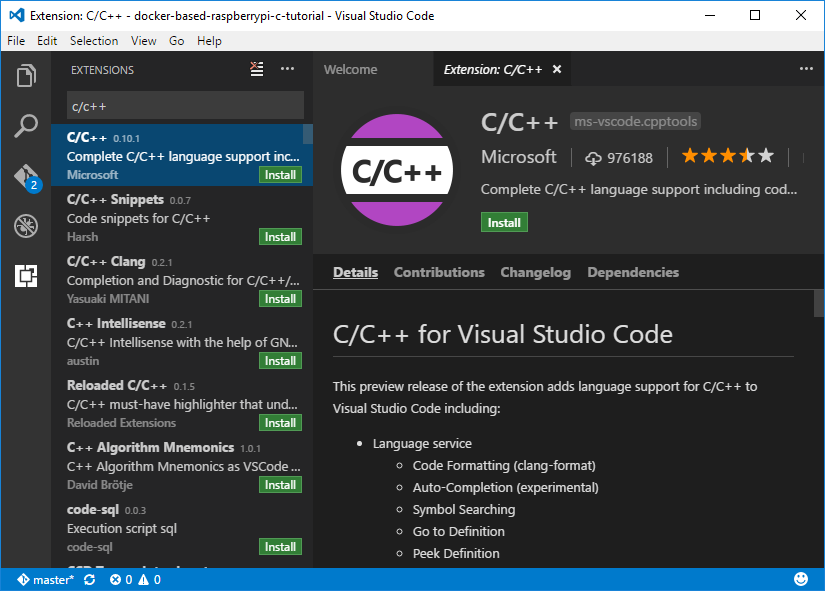 Extension: C/C++ - docker-based-raspberrypi-c-tutorial - Visual Studio Code
File Edit Selection View Go Help
EXTENSIONS
c/c++
C/C++ 0.10.1
Complete C/C++ language support inc...
Microsoft Install
C/C++ Snippets 0.0.7
Code snippets for C/C++
Harsh Install
C/C++ Clang 0.2.1
Completion and Diagnostic for C/C++/...
Yasuaki MITANI Install
C++ Intellisense 0.2.1
C/C++ Intellisense with the help of GN...
austin Install
Reloaded C/C++ 0.1.5
C/C++ must-have highlighter that und...
Reloaded Extensions Install
C++ Algorithm Mnemonics 1.0.1
C++ Algorithm Mnemonics as VSCode ...
David Brötje Install
code-sql 0.0.3
Execution script sql
code-sql Install
2
Welcome Extension: C/C++
C/C++
C/C++ ms-vscode.cpptools
Microsoft 976188
Complete C/C++ language support including cod...
Install
Details Contributions Changelog Dependencies
C/C++ for Visual Studio Code
This preview release of the extension adds language support for C/C++ to
Visual Studio Code including:
• Language service
Code Formatting (clang-format)
Auto-Completion (experimental)
Symbol Searching
Go to Definition
Peek Definition
master* 0 0